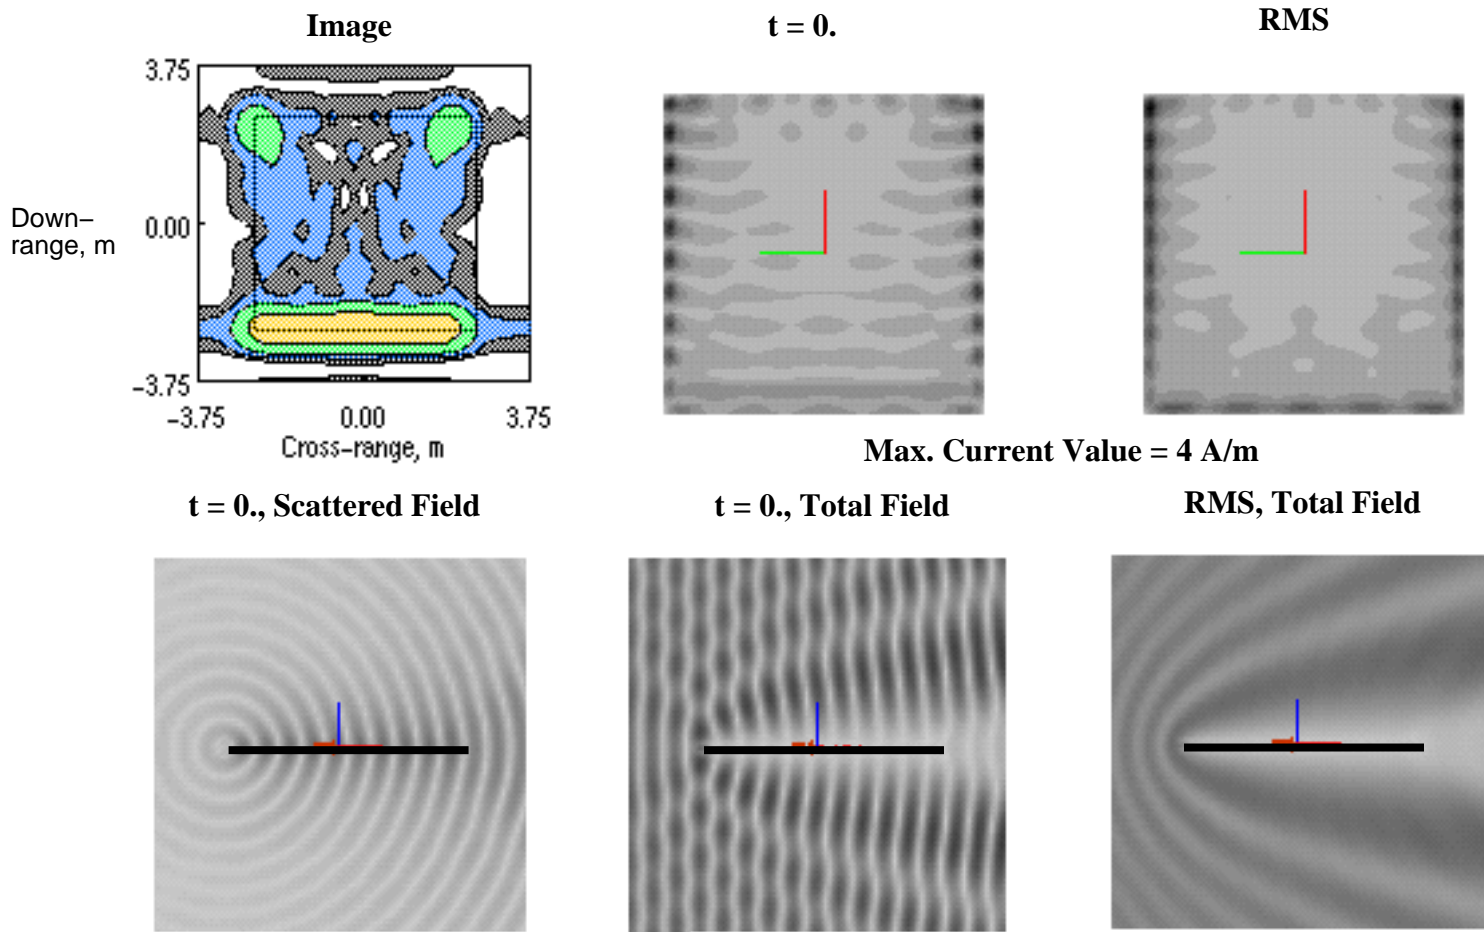 Image
t = 0.
RMS
3.75
Down–
range, m
0.00
–3.75
–3.75
0.00
3.75
Cross–range, m
Max. Current Value = 4 A/m
t = 0., Scattered Field
t = 0., Total Field
RMS, Total Field